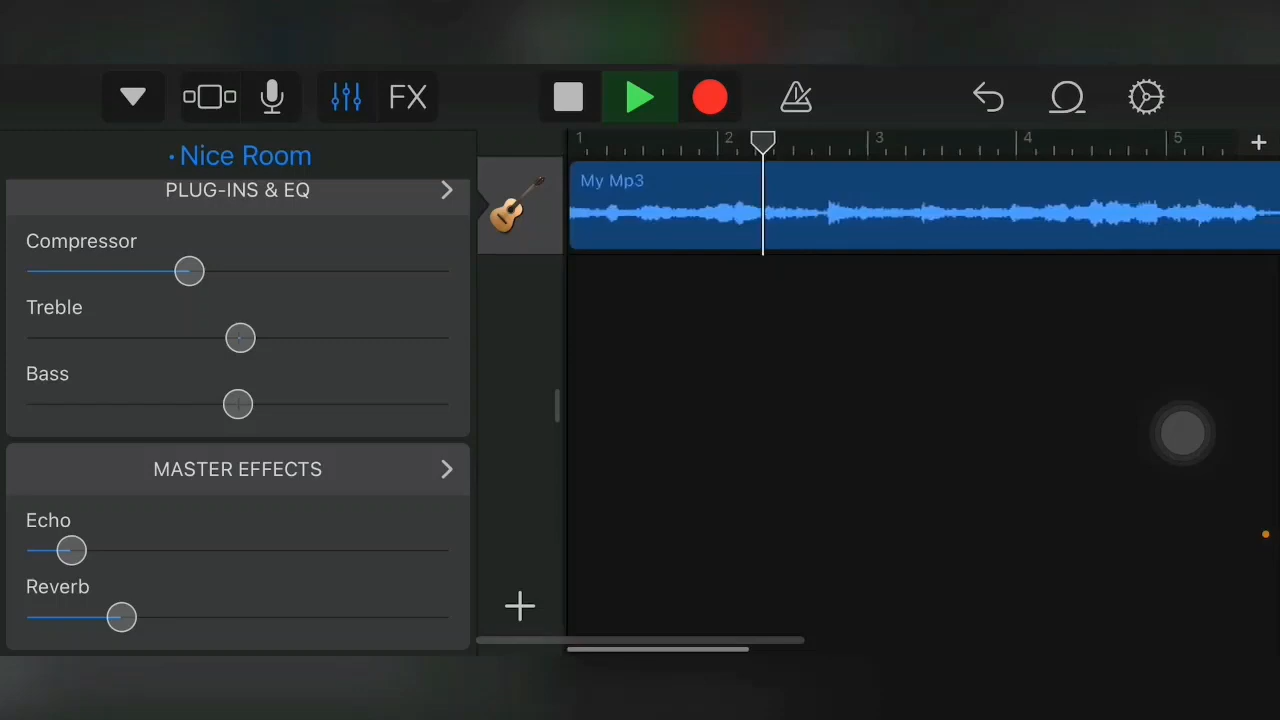 FX
1 2 3 4 5
· Nice Room
PLUG-INS & EQ
My Mp3
Compressor
Treble
Bass
MASTER EFFECTS
Echo
Reverb